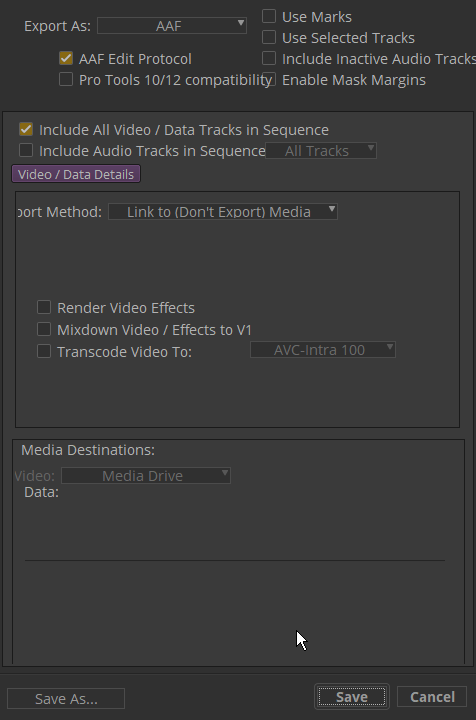 Export As: AAF
Use Marks
Use Selected Tracks
AAF Edit Protocol
Include Inactive Audio Tracks
Pro Tools 10/12 compatibility
Enable Mask Margins
Include All Video / Data Tracks in Sequence
Include Audio Tracks in Sequence All Tracks
Video / Data Details
port Method: Link to (Don't Export) Media
Render Video Effects
Mixdown Video / Effects to V1
Transcode Video To: AVC-Intra 100
Media Destinations:
Video: Media Drive
Data:
Save As...
Save
Cancel